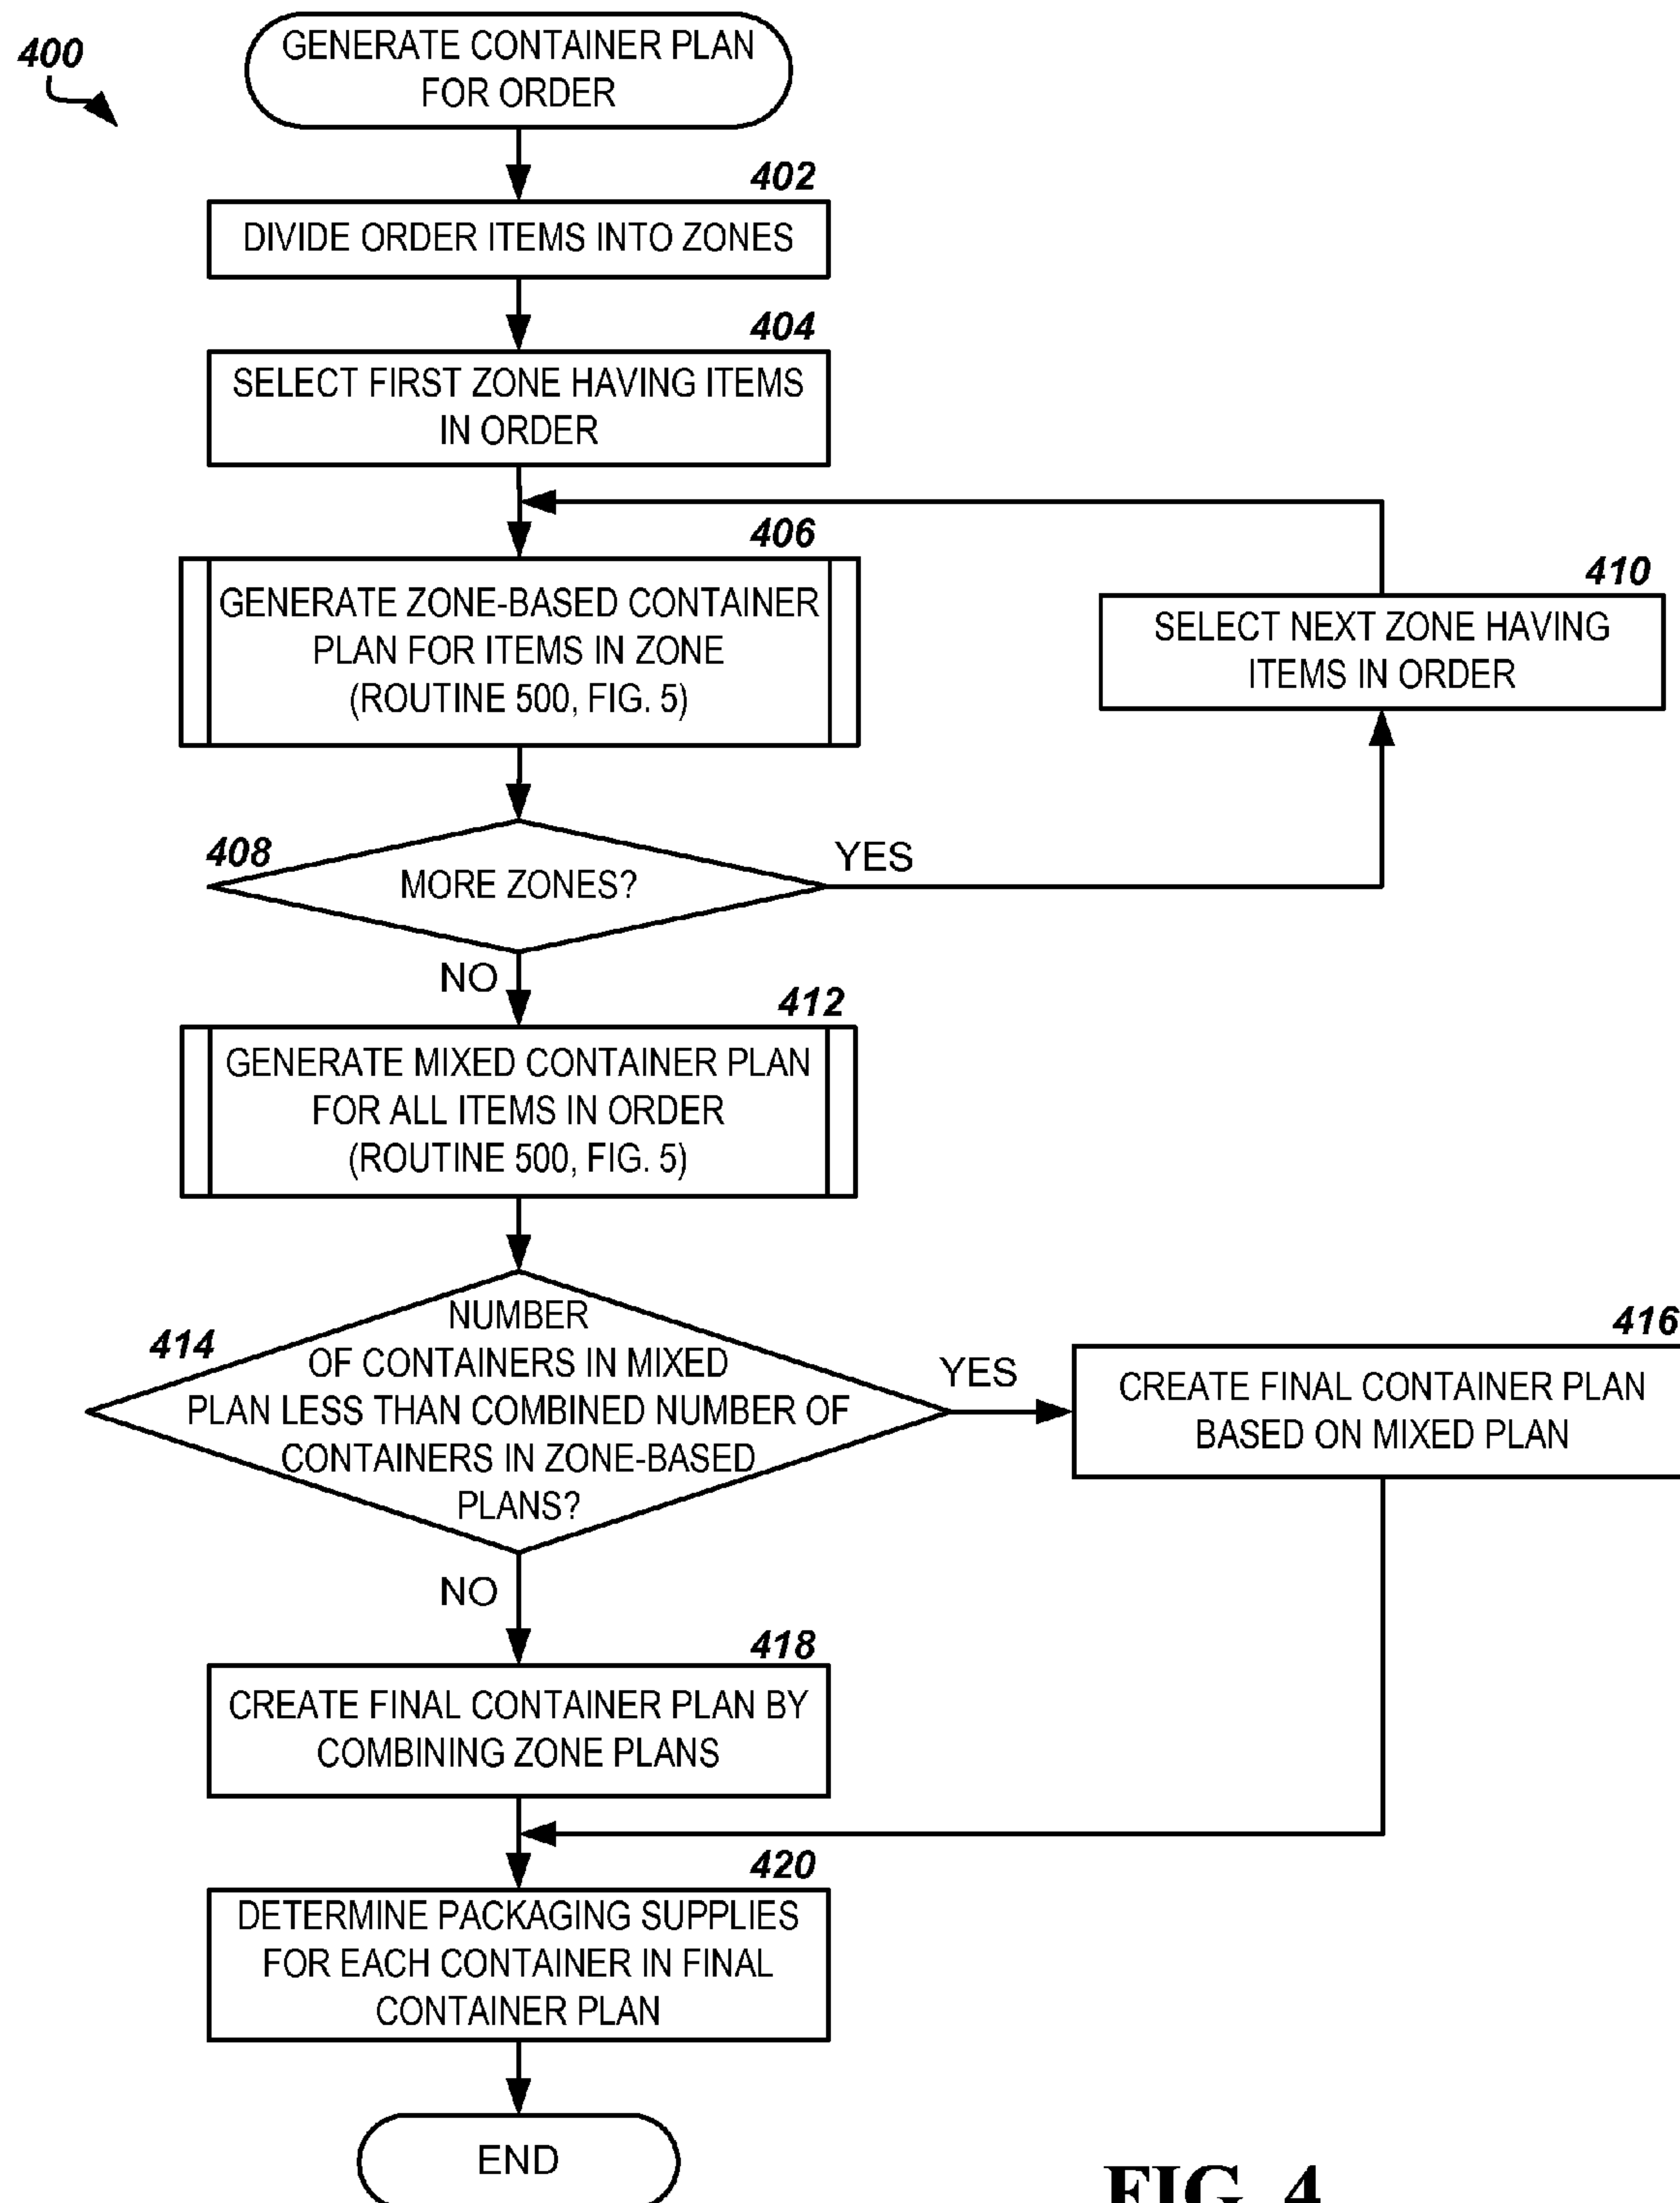 400
GENERATE CONTAINER PLAN
FOR ORDER
402
DIVIDE ORDER ITEMS INTO ZONES
404
SELECT FIRST ZONE HAVING ITEMS
IN ORDER
406
GENERATE ZONE-BASED CONTAINER
PLAN FOR ITEMS IN ZONE
(ROUTINE 500, FIG. 5)
410
SELECT NEXT ZONE HAVING
ITEMS IN ORDER
408
MORE ZONES?
YES
NO
412
GENERATE MIXED CONTAINER PLAN
FOR ALL ITEMS IN ORDER
(ROUTINE 500, FIG. 5)
414
NUMBER
OF CONTAINERS IN MIXED
PLAN LESS THAN COMBINED NUMBER OF
CONTAINERS IN ZONE-BASED
PLANS?
YES
416
CREATE FINAL CONTAINER PLAN
BASED ON MIXED PLAN
NO
418
CREATE FINAL CONTAINER PLAN BY
COMBINING ZONE PLANS
420
DETERMINE PACKAGING SUPPLIES
FOR EACH CONTAINER IN FINAL
CONTAINER PLAN
END
FIG. 4